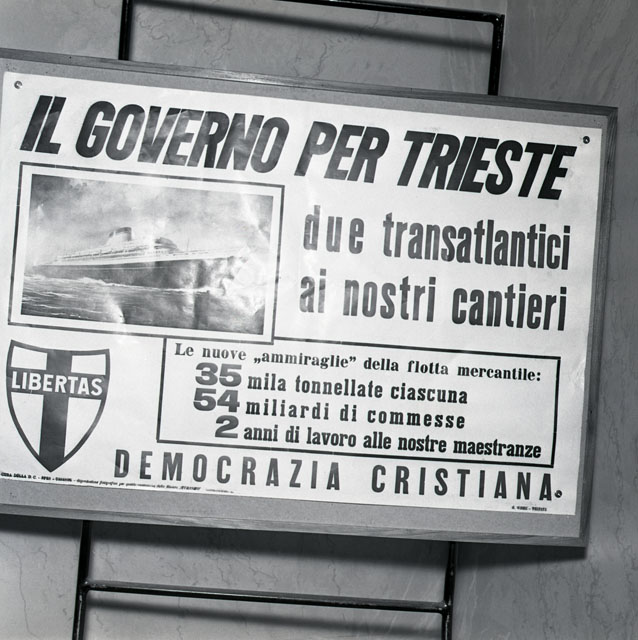 IL GOVERNO PER TRIESTE
due transatlantici
ai nostri cantieri
Le nuove „ammiraglie” della flotta mercantile:
35 mila tonnellate ciascuna
54 miliardi di commesse
2 anni di lavoro alle nostre maestranze
LIBERTAS
DEMOCRAZIA CRISTIANA